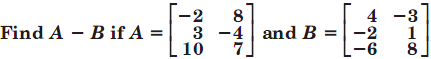 Find A − B if A = [−2 8; 3 −4; 10 7] and B = [4 −3; −2 1; −6 8].